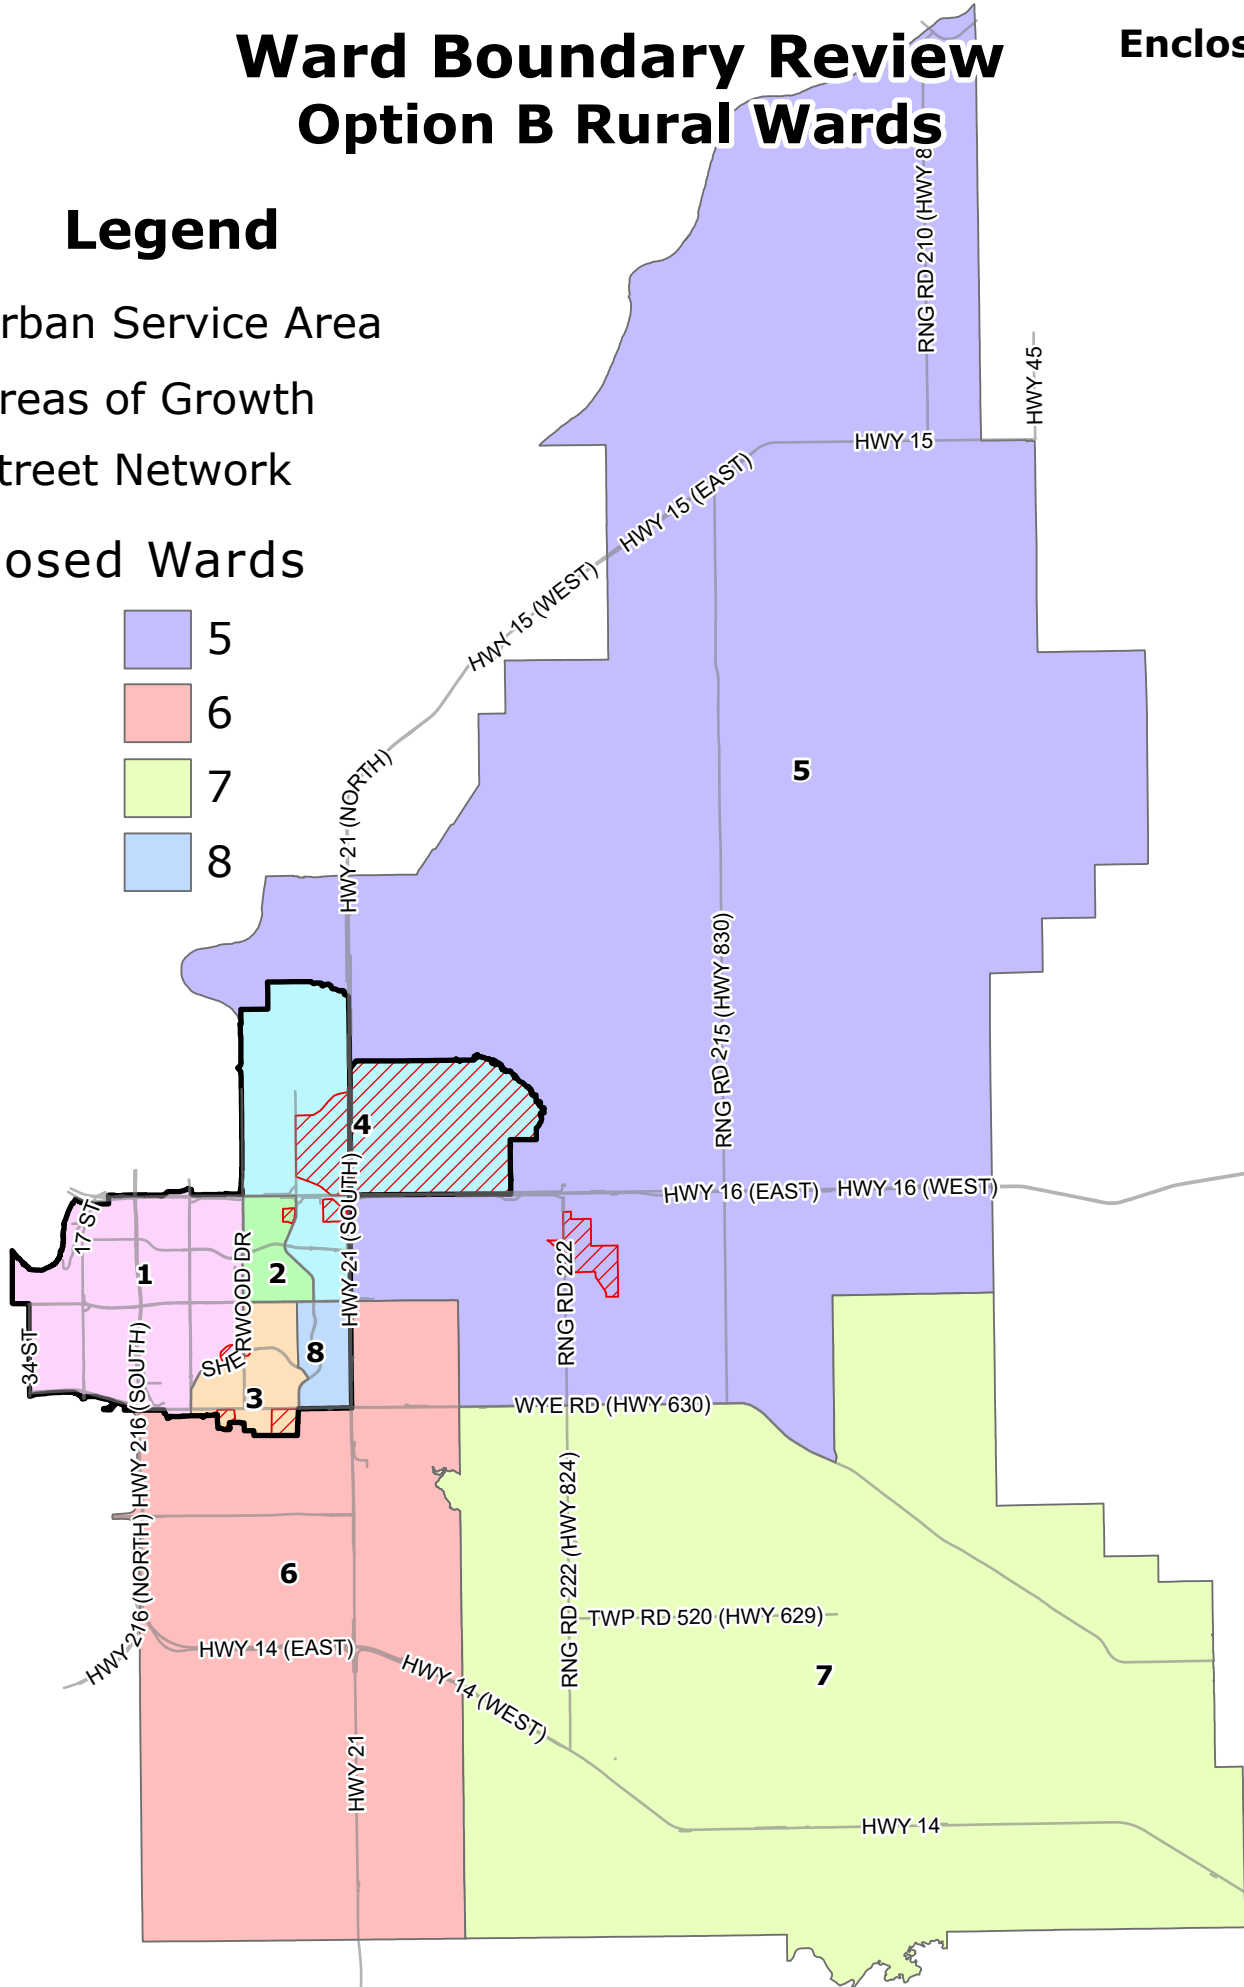 Ward Boundary Review
Option B Rural Wards
Enclos
Legend
rban Service Area
reas of Growth
treet Network
osed Wards
5
6
7
8
RNG RD 210 (HWY 8
HWY 45
HWY 15
HWY 15 (EAST)
HWY 15 (WEST)
HWY 21 (NORTH)
5
RNG RD 215 (HWY 830)
4
HWY 16 (EAST)
HWY 16 (WEST)
17 ST
HWY 21 (SOUTH)
1
2
RWOOD DR
SHE
RNG RD 222
34 ST
8
3
HWY 216 (SOUTH)
WYE RD (HWY 630)
HWY 216 (NORTH)
RNG RD 222 (HWY 824)
6
TWP RD 520 (HWY 629)
HWY 14 (EAST)
HWY 14 (WEST)
7
HWY 21
HWY 14